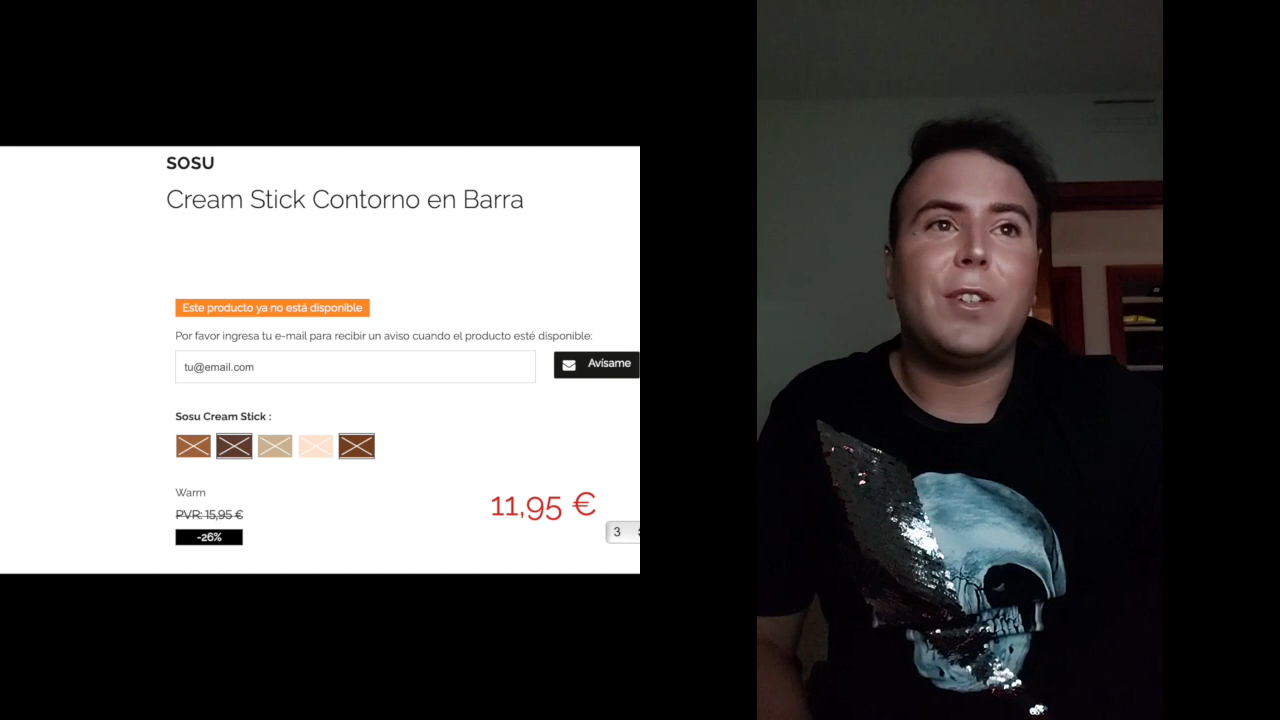 SOSU
Cream Stick Contorno en Barra
Este producto ya no está disponible
Por favor ingresa tu e-mail para recibir un aviso cuando el producto esté disponible:
tu@email.com
Avísame
Sosu Cream Stick :
Warm
PVR: 15,95 €
11,95 €
-26%
3